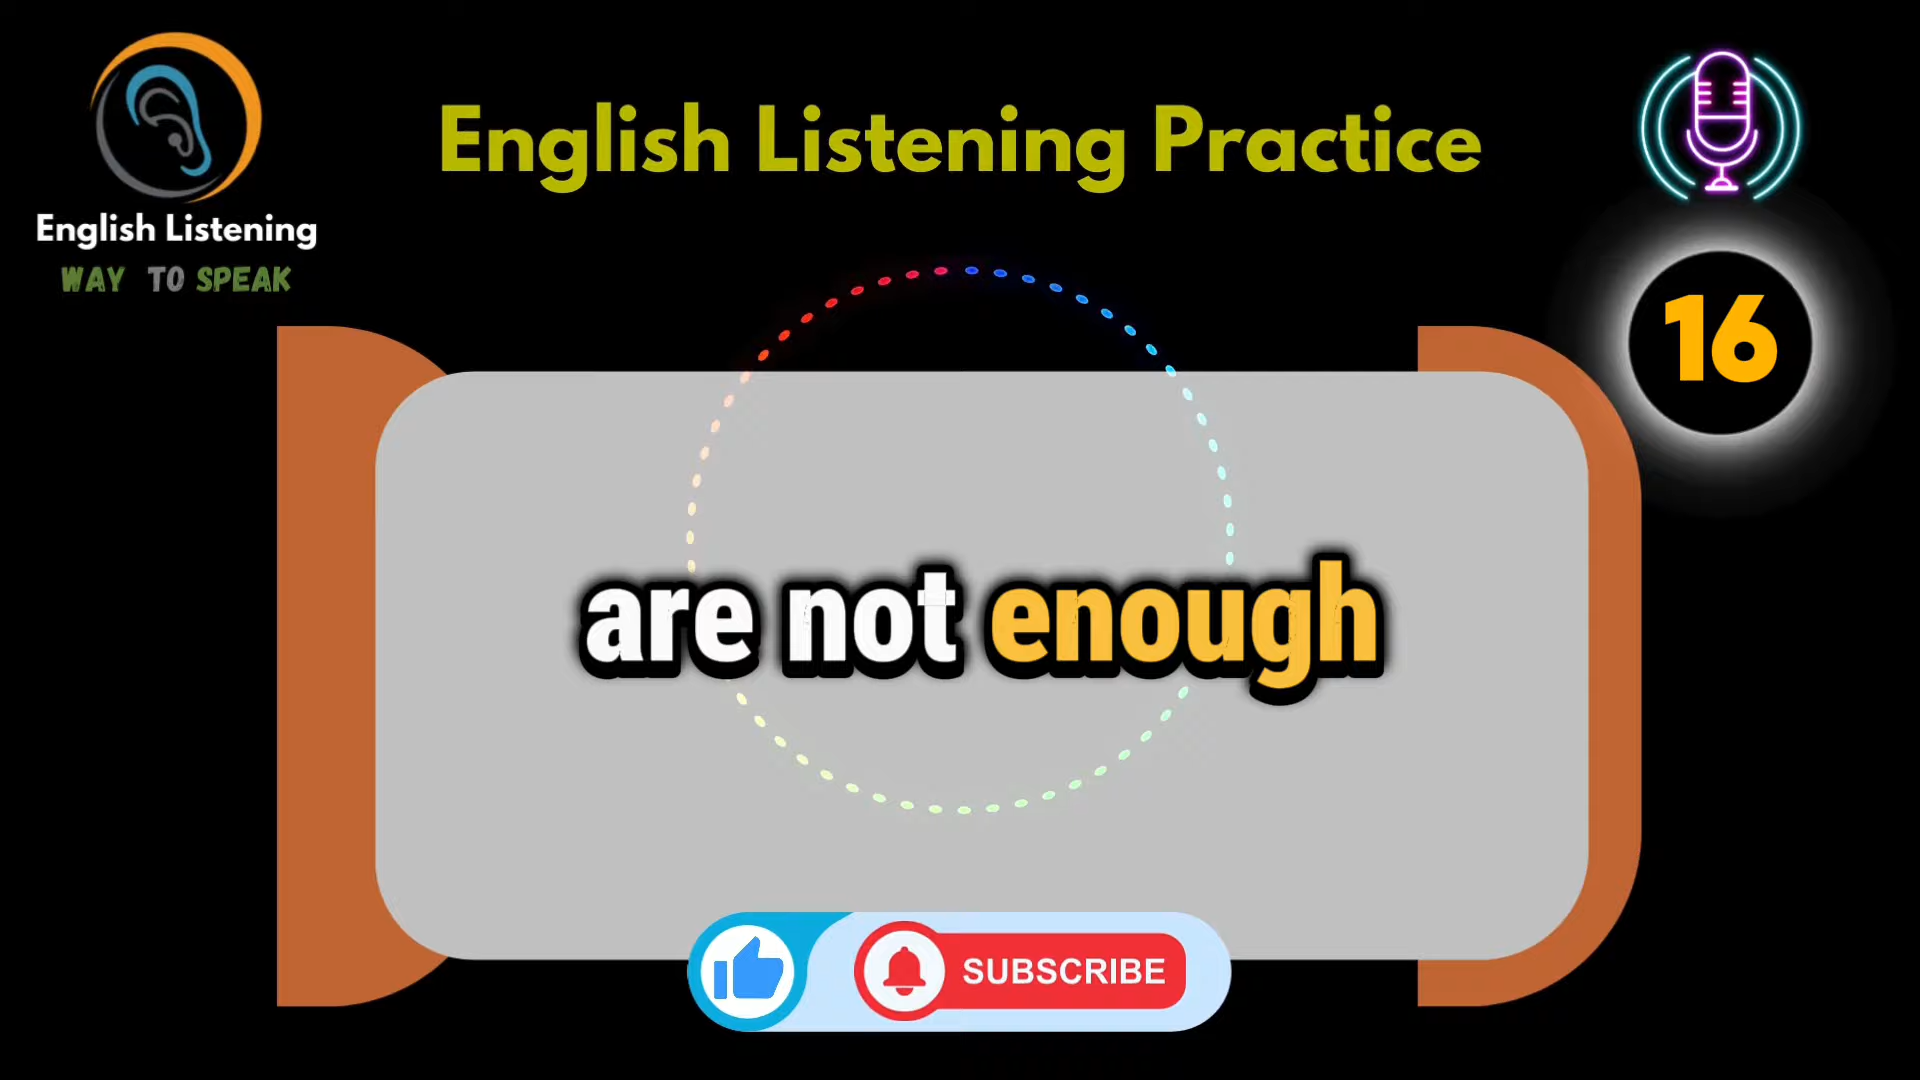 English Listening Practice
English Listening
WAY TO SPEAK
16
are not enough
SUBSCRIBE